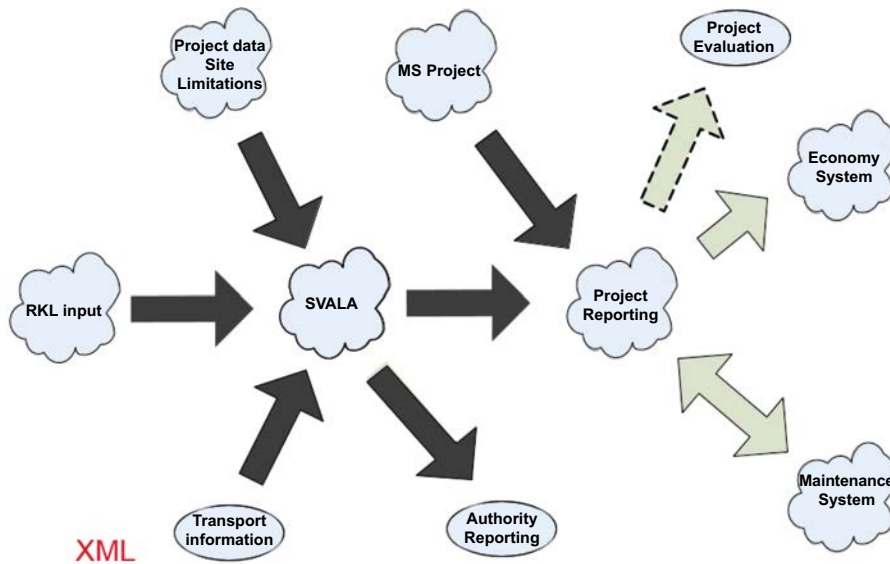 Project data
Site
Limitations
MS Project
Project
Evaluation
Economy
System
RKL input
SVALA
Project
Reporting
Maintenance
System
Transport
information
Authority
Reporting
XML